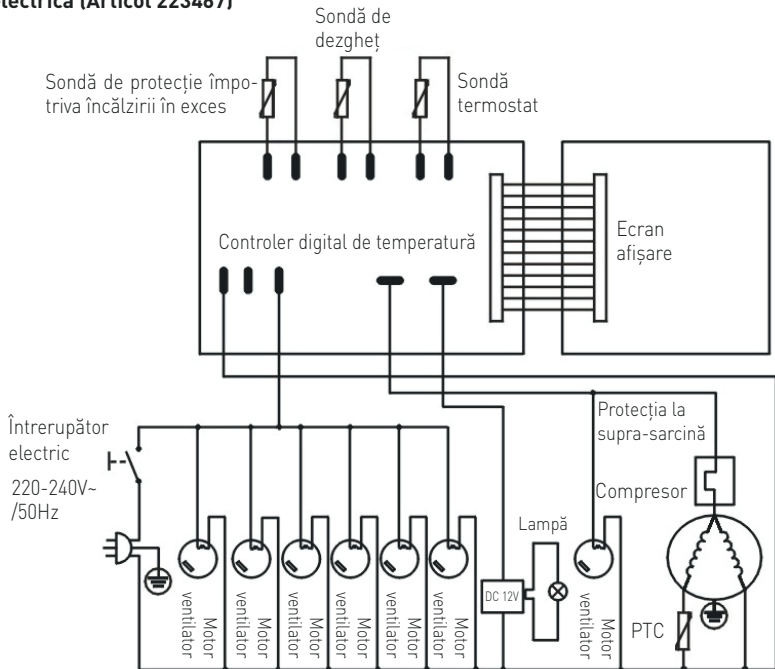 electrică (Articol 223467)
Sondă de
dezgheț
Sondă de protecție împo-
triva încălzirii în exces
Sondă
termostat
Controler digital de temperatură
Ecran
afișare
Întrerupător
electric
220-240V~
/50Hz
Protecția la
supra-sarcină
Compresor
Lampă
DC 12V
PTC
Motor
ventilator
Motor
ventilator
Motor
ventilator
Motor
ventilator
Motor
ventilator
Motor
ventilator
Motor
ventilator